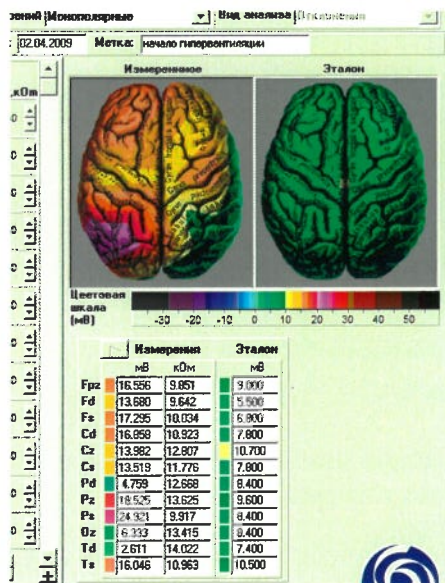 Монополярные Вид анализа Отклонения
02.04.2009 Метка: начало гипервентиляции
,кОм
Измеренное Эталон
Цветовая шкала (мВ)
-30 -20 -10 0 10 20 30 40 50
Измерения Эталон
мВ кОм мВ
Fpz 16.556 9.851 9.000
Fd 13.680 9.642 5.500
Fs 17.295 10.034 6.800
Cd 16.858 10.923 7.800
Cz 13.982 12.807 10.700
Cs 13.519 11.776 7.800
Pd 4.759 12.668 8.400
Pz 18.525 13.625 9.600
Ps 24.921 9.917 8.400
Oz 6.333 13.415 8.400
Td 2.611 14.022 7.400
Ts 16.046 10.963 10.500